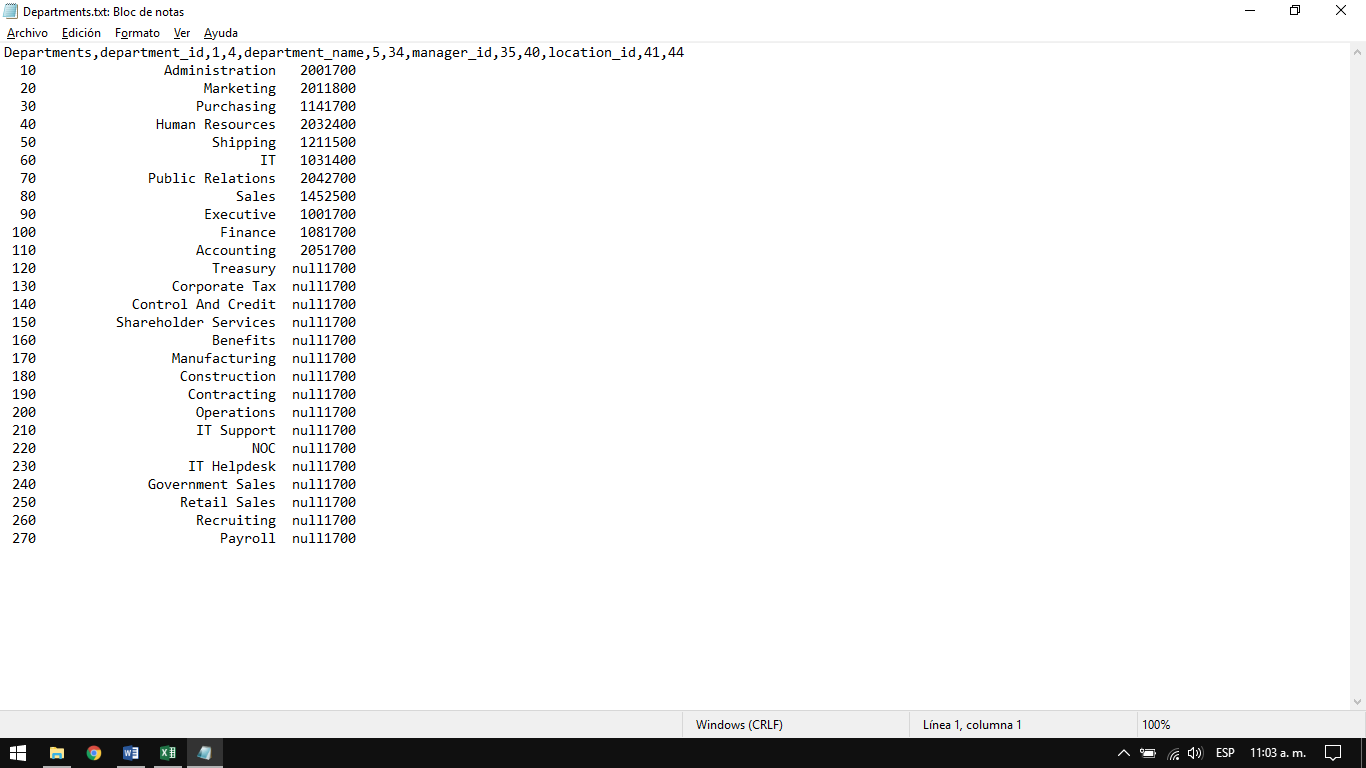 Departments.txt: Bloc de notas
Archivo Edición Formato Ver Ayuda
Departments,department_id,1,4,department_name,5,34,manager_id,35,40,location_id,41,44
  10                Administration   2001700
  20                     Marketing   2011800
  30                    Purchasing   1141700
  40               Human Resources   2032400
  50                      Shipping   1211500
  60                            IT   1031400
  70              Public Relations   2042700
  80                         Sales   1452500
  90                     Executive   1001700
 100                       Finance   1081700
 110                    Accounting   2051700
 120                      Treasury  null1700
 130                 Corporate Tax  null1700
 140            Control And Credit  null1700
 150          Shareholder Services  null1700
 160                      Benefits  null1700
 170                 Manufacturing  null1700
 180                  Construction  null1700
 190                   Contracting  null1700
 200                    Operations  null1700
 210                    IT Support  null1700
 220                           NOC  null1700
 230                   IT Helpdesk  null1700
 240              Government Sales  null1700
 250                  Retail Sales  null1700
 260                    Recruiting  null1700
 270                       Payroll  null1700
Windows (CRLF) Línea 1, columna 1 100%
ESP 11:03 a. m.